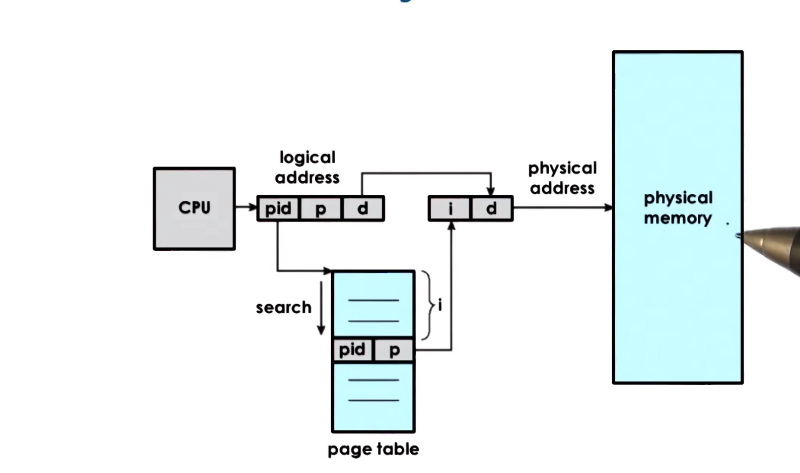 logical
address
physical
address
CPU
pid p d
i d
physical
memory
search
i
pid p
page table